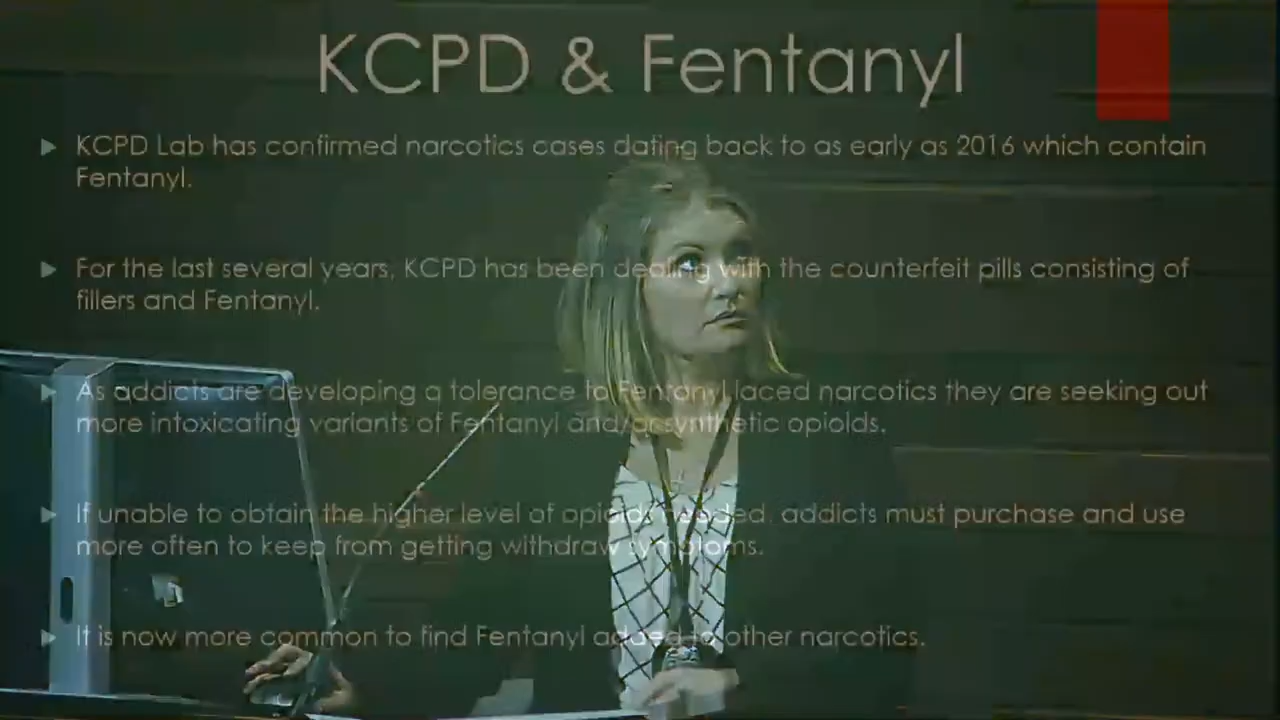 KCPD & Fentanyl
KCPD Lab has confirmed narcotics cases dating back to as early as 2016 which contain
Fentanyl.
For the last several years, KCPD has been dealing with the counterfeit pills consisting of
fillers and Fentanyl.
As addicts are developing a tolerance to Fentanyl laced narcotics they are seeking out
more intoxicating variants of Fentanyl and/or synthetic opioids.
If unable to obtain the higher level of opioids needed, addicts must purchase and use
more often to keep from getting withdraw symptoms.
It is now more common to find Fentanyl added to other narcotics.